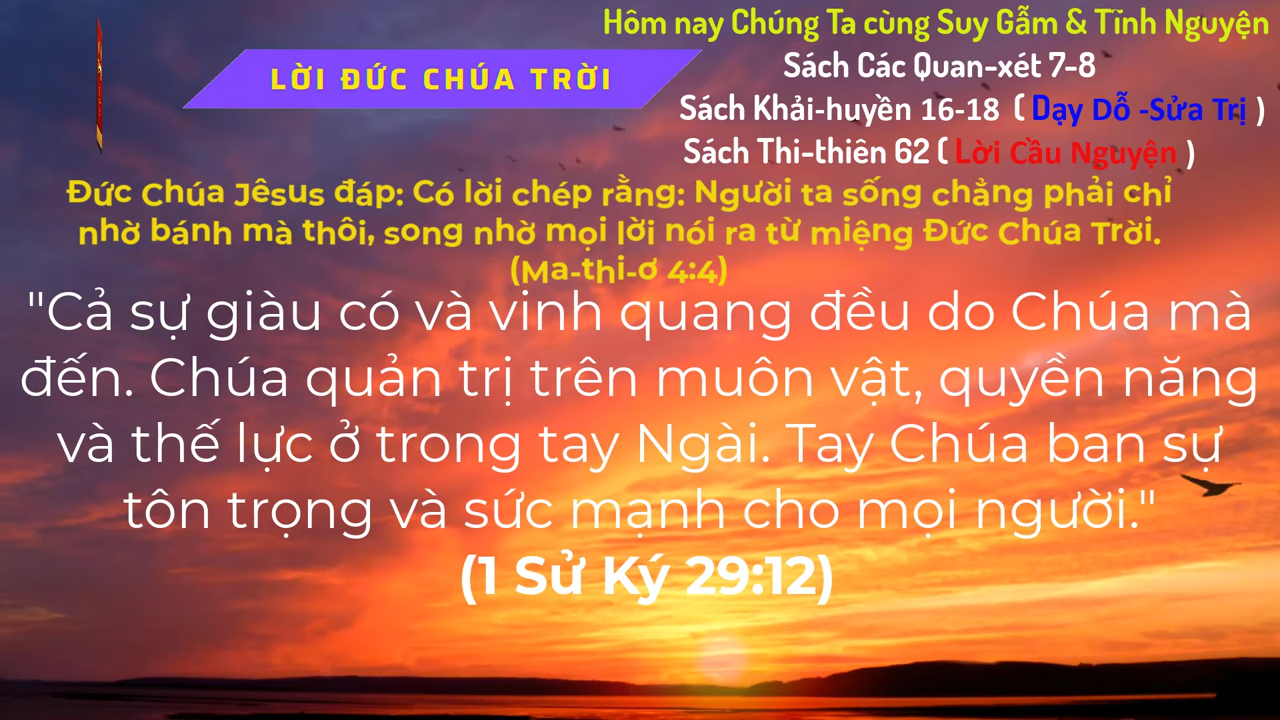 Hôm nay Chúng Ta cùng Suy Gẫm & Tĩnh Nguyện
LỜI ĐỨC CHÚA TRỜI
Sách Các Quan-xét 7-8
Sách Khải-huyền 16-18 ( Dạy Dỗ -Sửa Trị )
Sách Thi-thiên 62 ( Lời Cầu Nguyện )
Đức Chúa Jêsus đáp: Có lời chép rằng: Người ta sống chẳng phải chỉ
nhờ bánh mà thôi, song nhờ mọi lời nói ra từ miệng Đức Chúa Trời.
(Ma-thi-ơ 4:4)
"Cả sự giàu có và vinh quang đều do Chúa mà
đến. Chúa quản trị trên muôn vật, quyền năng
và thế lực ở trong tay Ngài. Tay Chúa ban sự
tôn trọng và sức mạnh cho mọi người."
(1 Sử Ký 29:12)